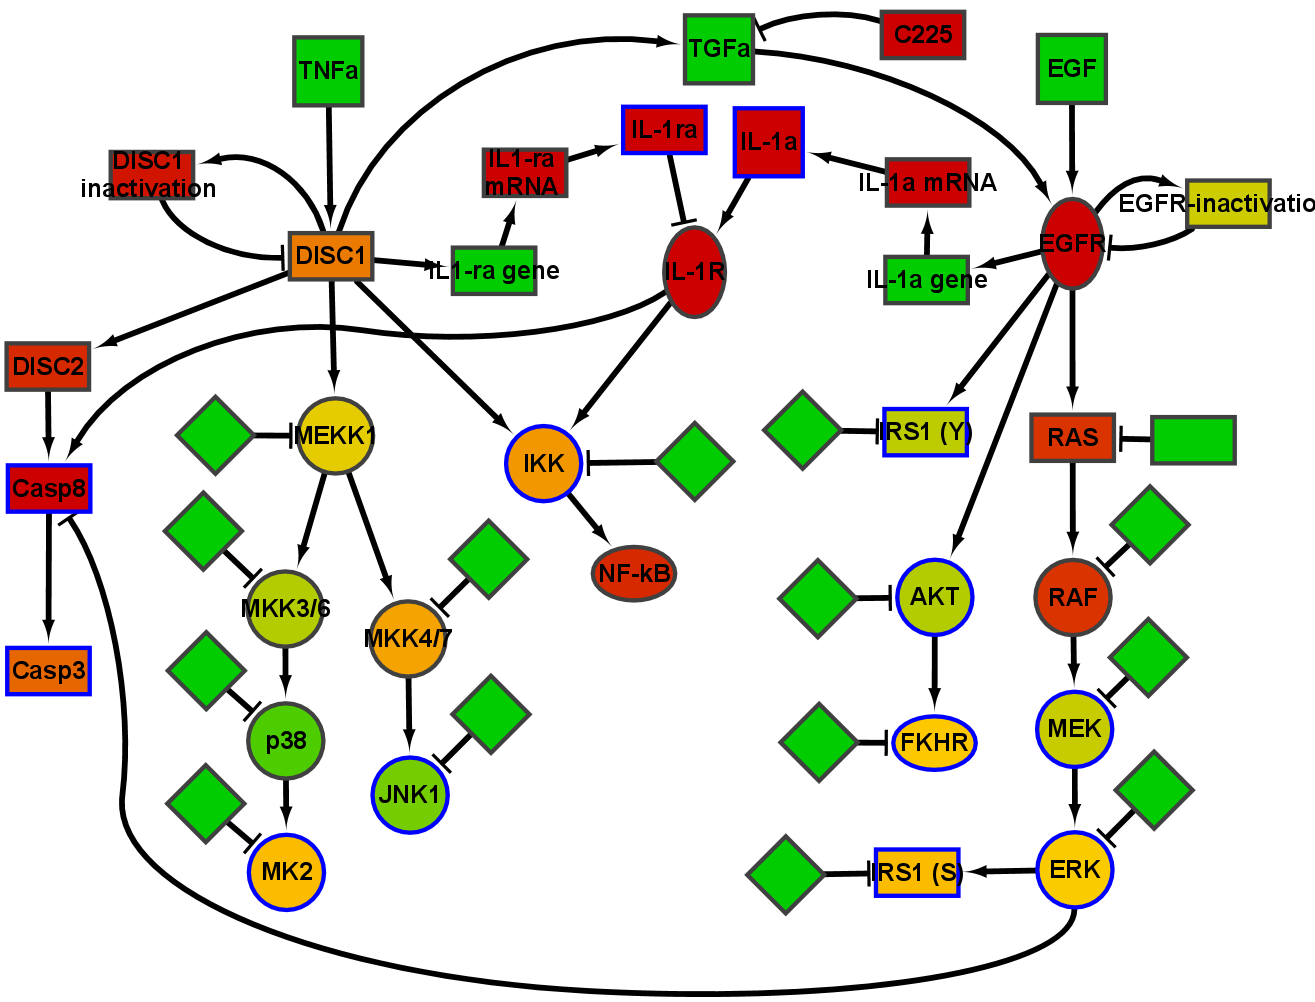 C225
TGFa
TNFa
EGF
IL-1ra
IL-1a
DISC1
inactivation
IL1-ra
mRNA
IL-1a mRNA
EGFR-inactivatio
DISC1
IL1-ra gene
IL-1R
IL-1a gene
EGFR
DISC2
MEKK1
IKK
IRS1 (Y)
RAS
Casp8
NF-kB
MKK3/6
MKK4/7
AKT
RAF
Casp3
p38
JNK1
FKHR
MEK
MK2
IRS1 (S)
ERK